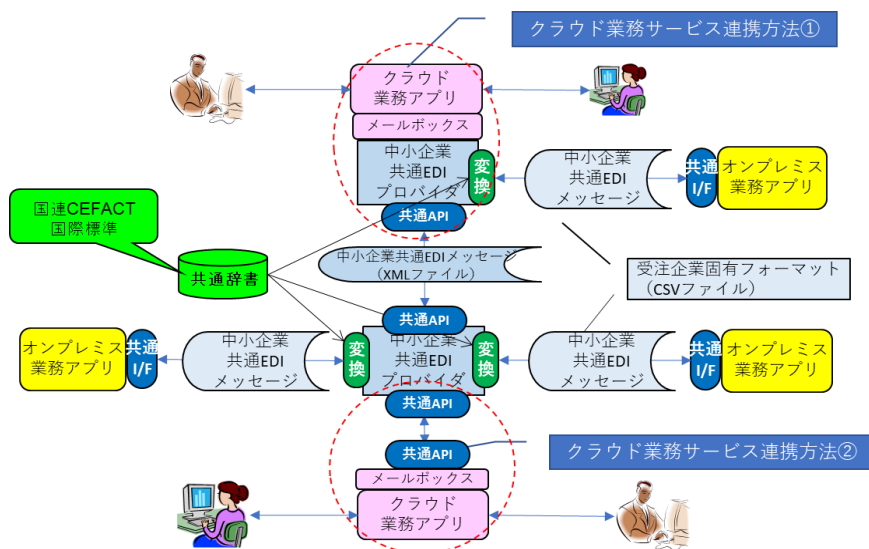 クラウド業務サービス連携方法①
クラウド
業務アプリ
メールボックス
中小企業
共通EDI
プロバイダ
変換
共通API
中小企業
共通EDI
メッセージ
共通
I/F
オンプレミス
業務アプリ
国連CEFACT
国際標準
共通辞書
中小企業共通EDIメッセージ
（XMLファイル）
受注企業固有フォーマット
（CSVファイル）
共通API
オンプレミス
業務アプリ
共通
I/F
中小企業
共通EDI
メッセージ
変換
中小企業
共通EDI
プロバイダ
変換
中小企業
共通EDI
メッセージ
共通
I/F
オンプレミス
業務アプリ
共通API
共通API
クラウド業務サービス連携方法②
メールボックス
クラウド
業務アプリ